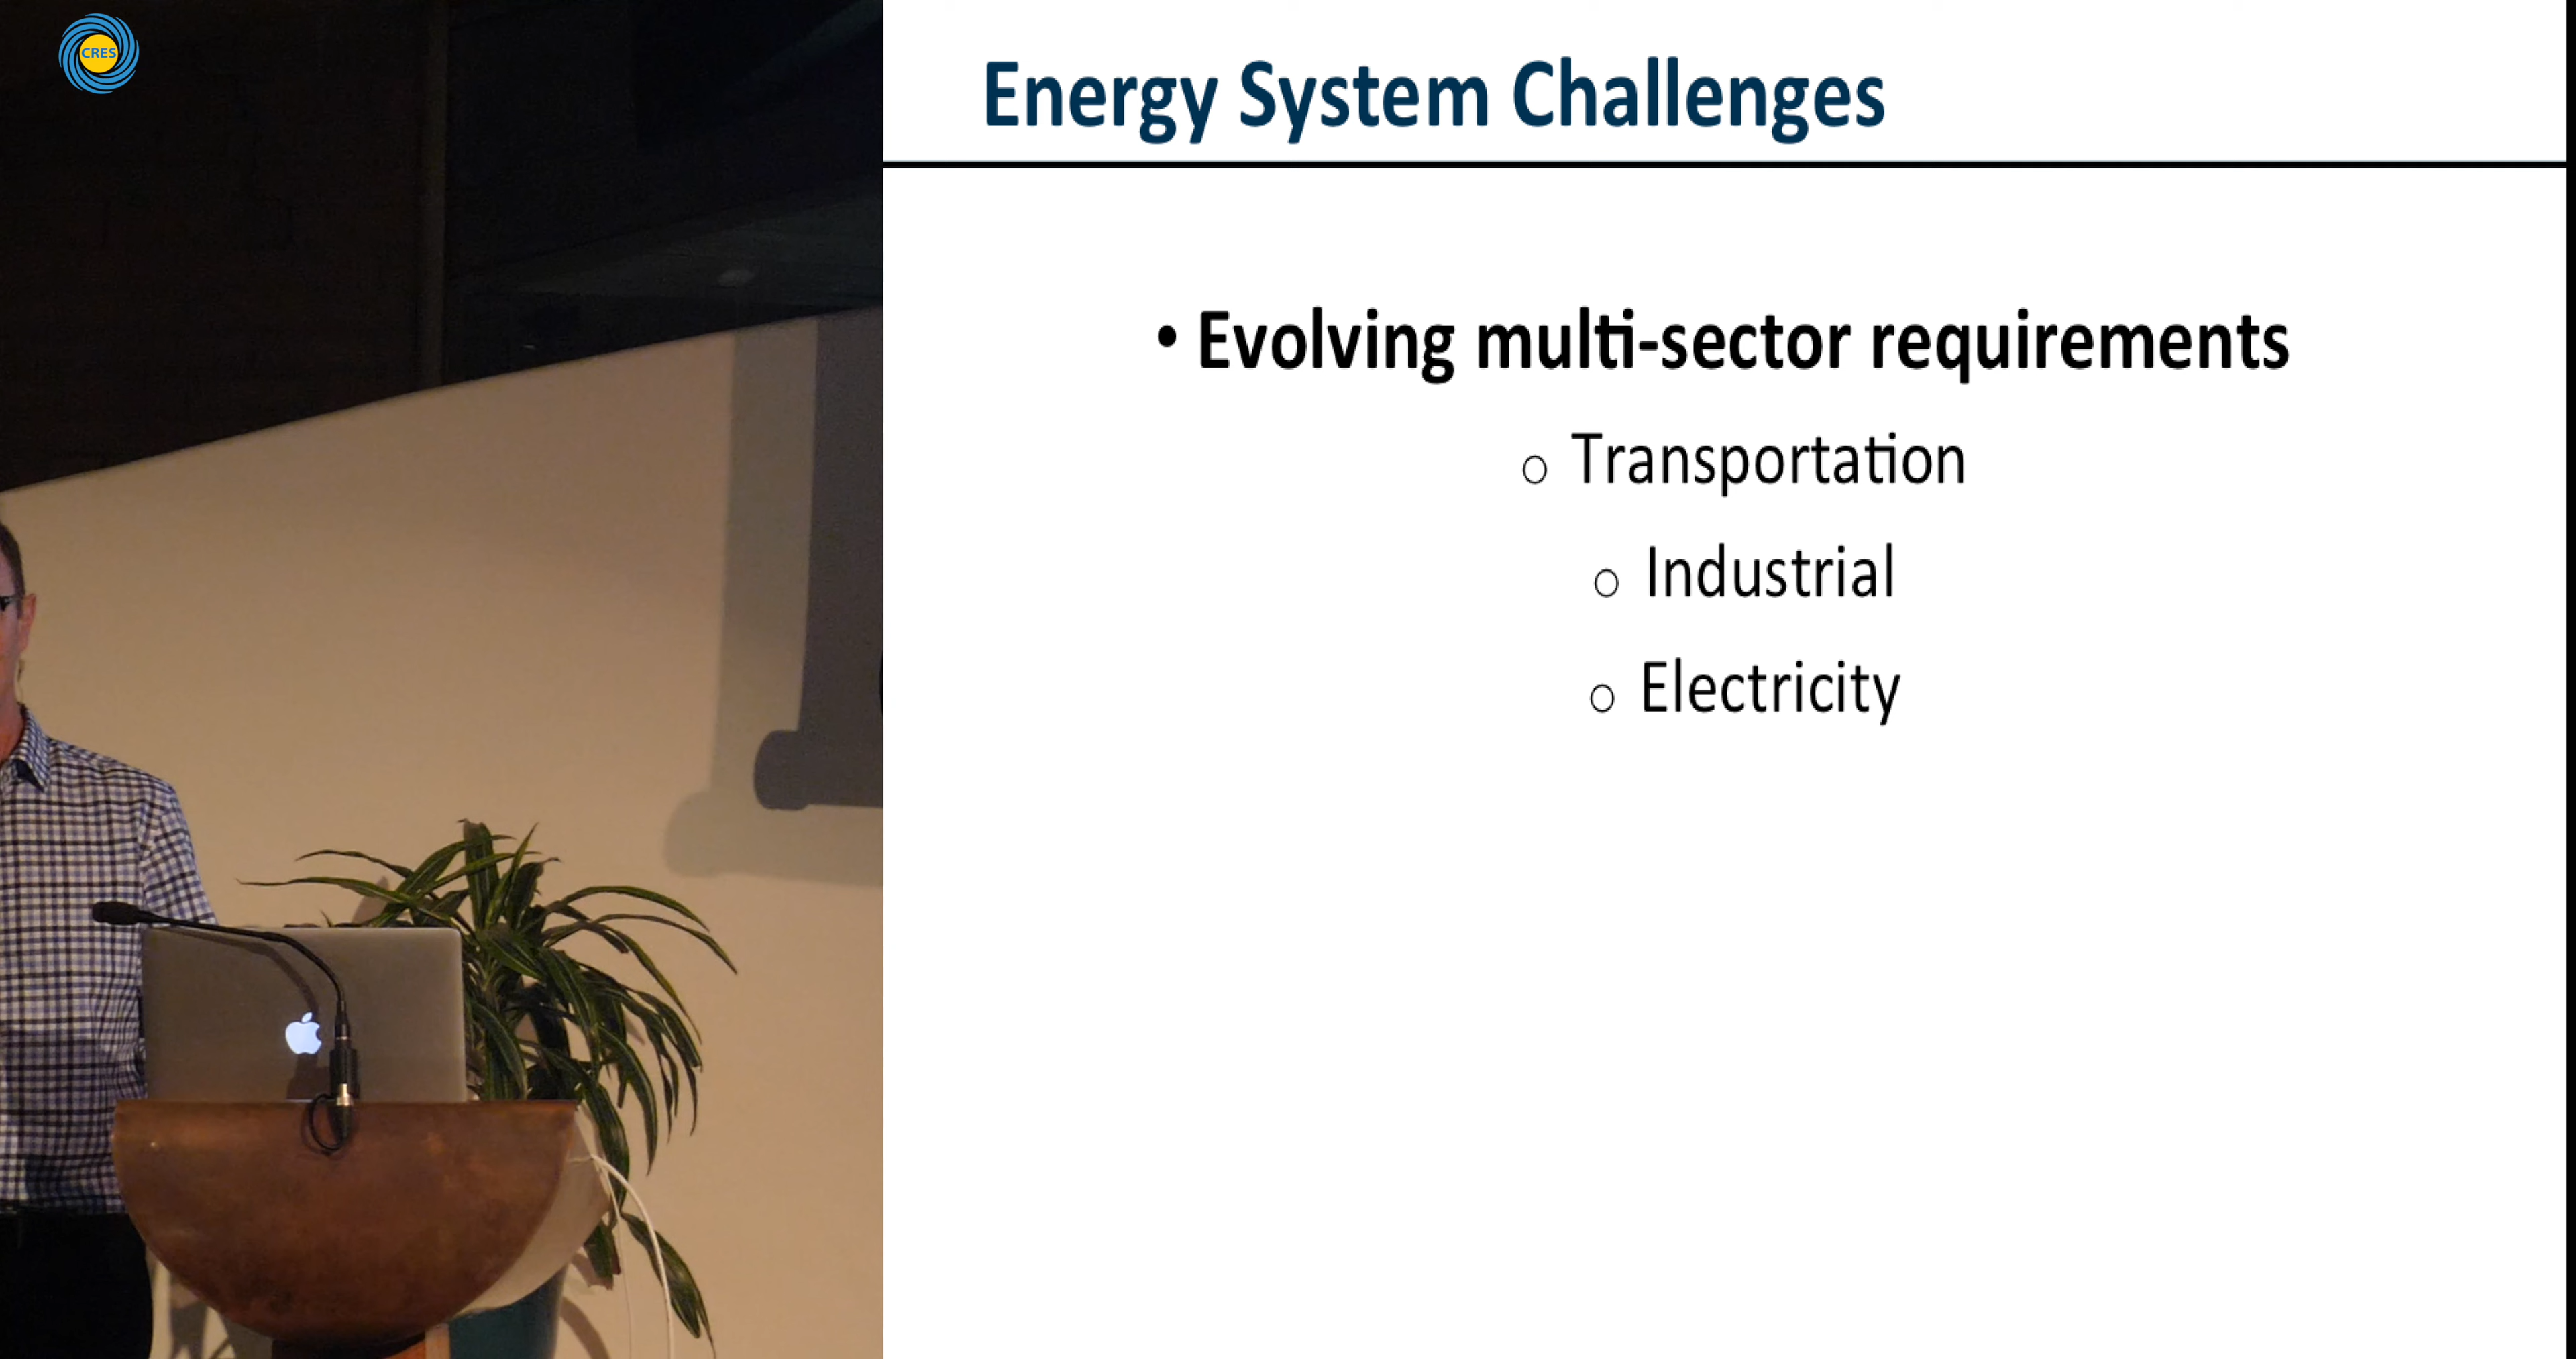 CRES
Energy System Challenges
• Evolving multi-sector requirements
○ Transportation
○ Industrial
○ Electricity